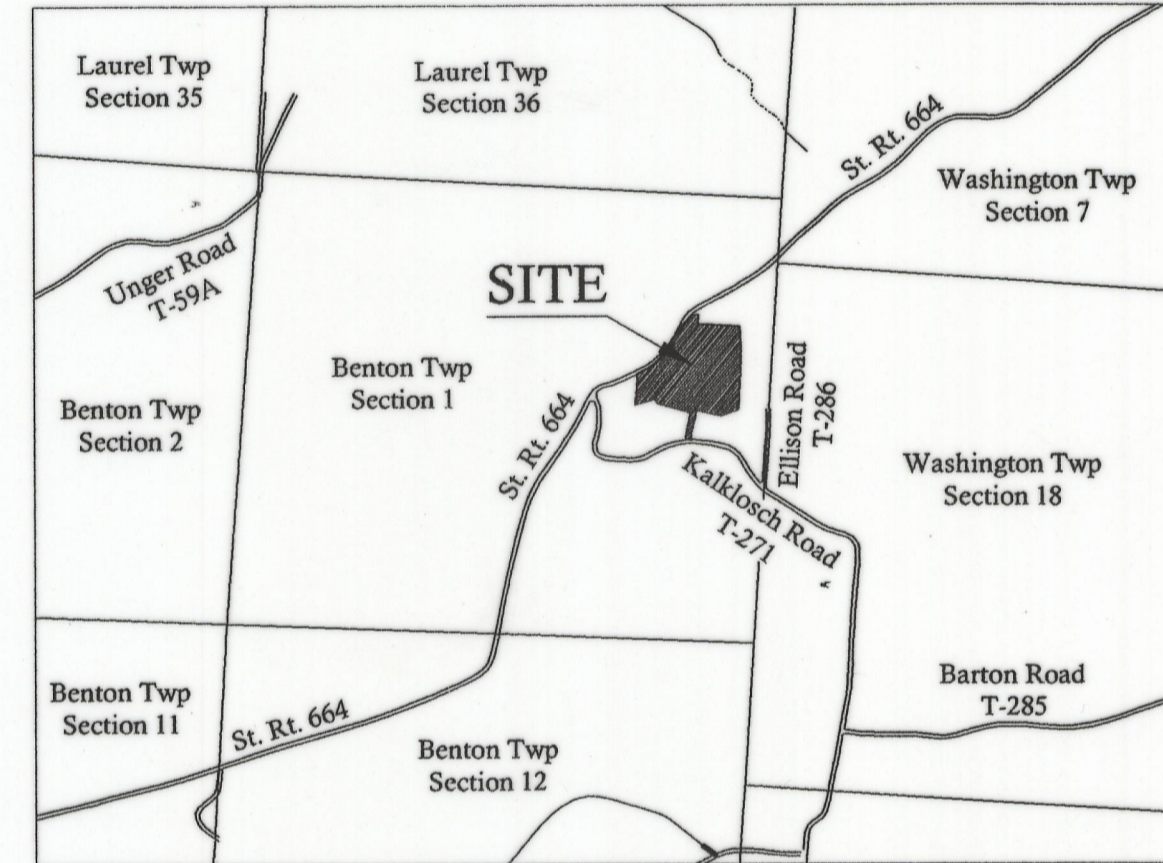 Laurel Twp
Section 35
Laurel Twp
Section 36
St. Rt. 664
Washington Twp
Section 7
Unger Road
T-59A
SITE
Benton Twp
Section 1
Benton Twp
Section 2
St. Rt. 664
Ellison Road
T-286
Kalklosch Road
T-271
Washington Twp
Section 18
Benton Twp
Section 11
St. Rt. 664
Benton Twp
Section 12
Barton Road
T-285